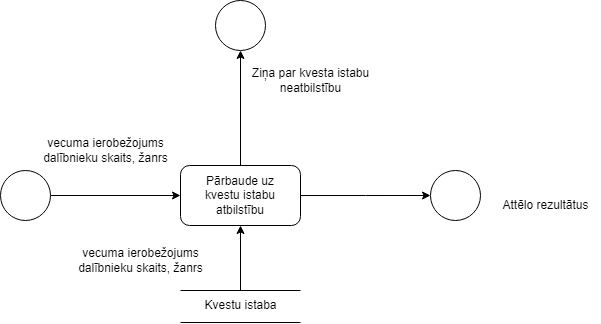 Ziņa par kvesta istabu
neatbilstību
vecuma ierobežojums
dalībnieku skaits, žanrs
Pārbaude uz
kvestu istabu
atbilstību
Attēlo rezultātus
vecuma ierobežojums
dalībnieku skaits, žanrs
Kvestu istaba